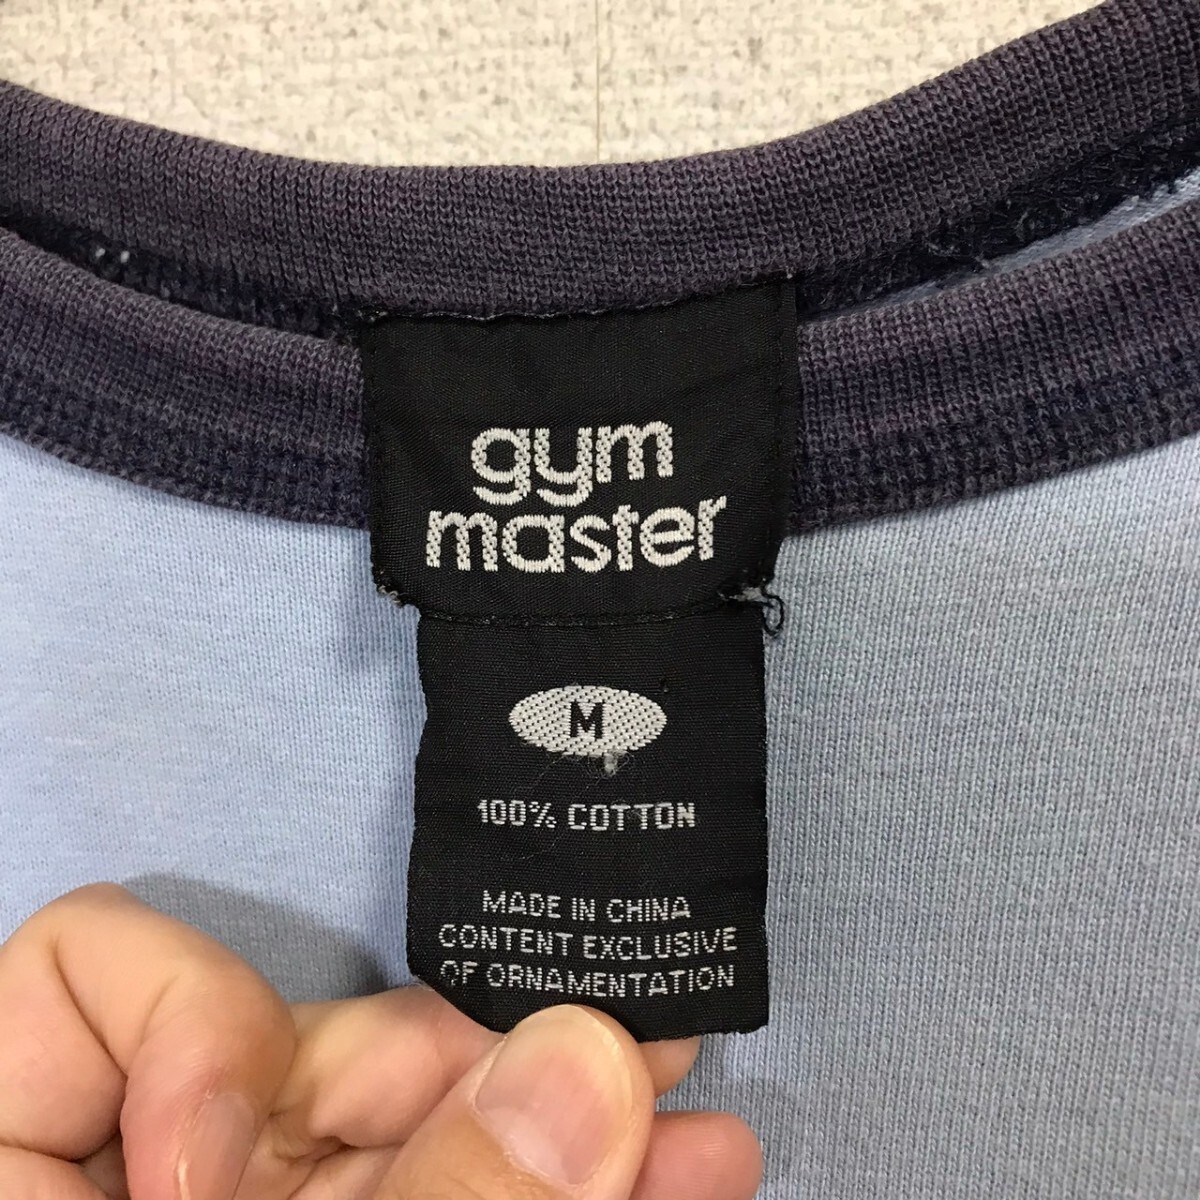 gym
master
M
100% COTTON
MADE IN CHINA
CONTENT EXCLUSIVE
OF ORNAMENTATION